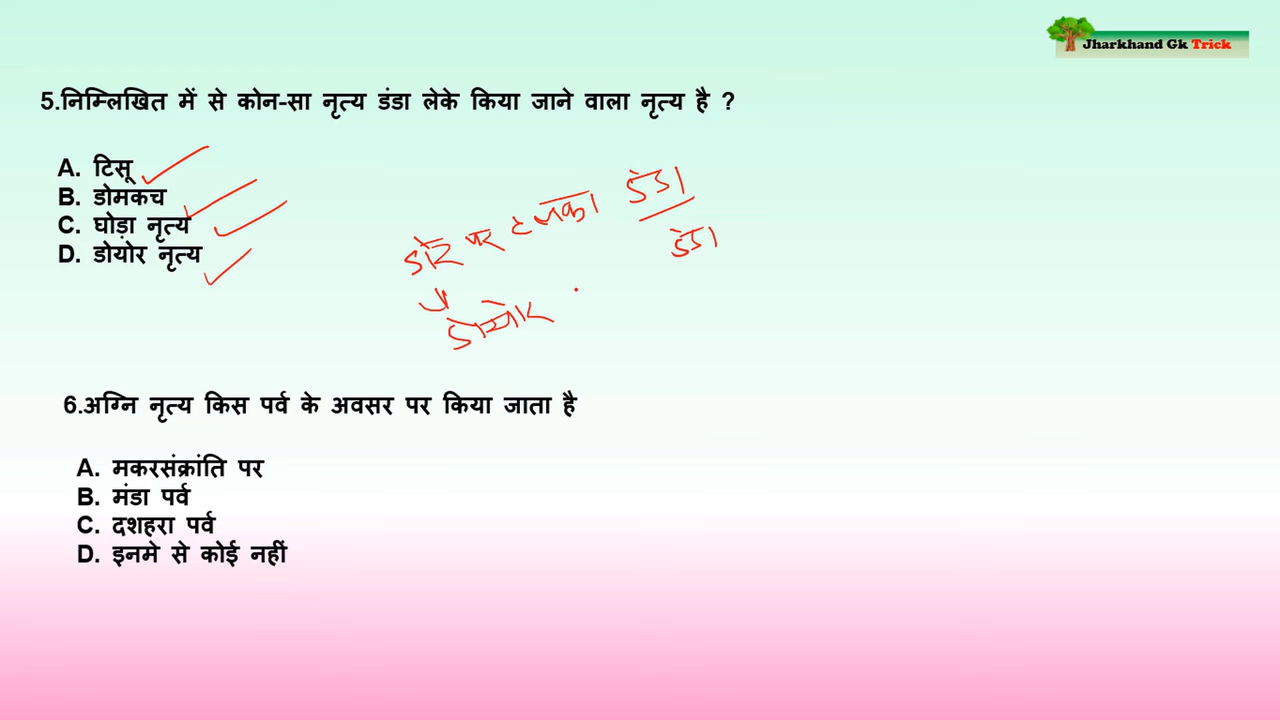 Jharkhand Gk Trick
5.निम्लिखित में से कोन-सा नृत्य डंडा लेके किया जाने वाला नृत्य है ?
A. टिसू
B. डोमकच
C. घोड़ा नृत्य
D. डोयोर नृत्य
डोर पर टनका डंडा
डंडा
डोयोर
6.अग्नि नृत्य किस पर्व के अवसर पर किया जाता है
A. मकरसंक्रांति पर
B. मंडा पर्व
C. दशहरा पर्व
D. इनमे से कोई नहीं